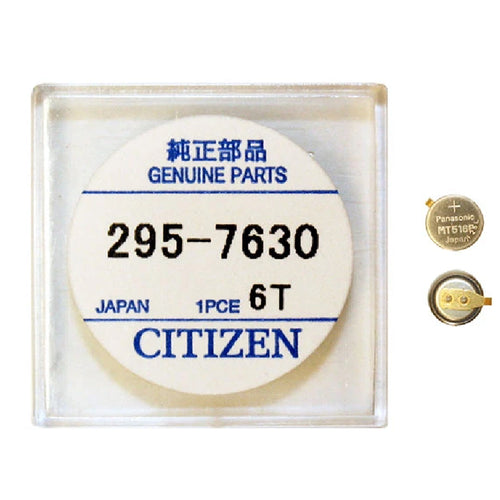 純正部品
GENUINE PARTS
295-7630
JAPAN 1PCE 6T
CITIZEN
+
Panasonic
MT516F
Japan